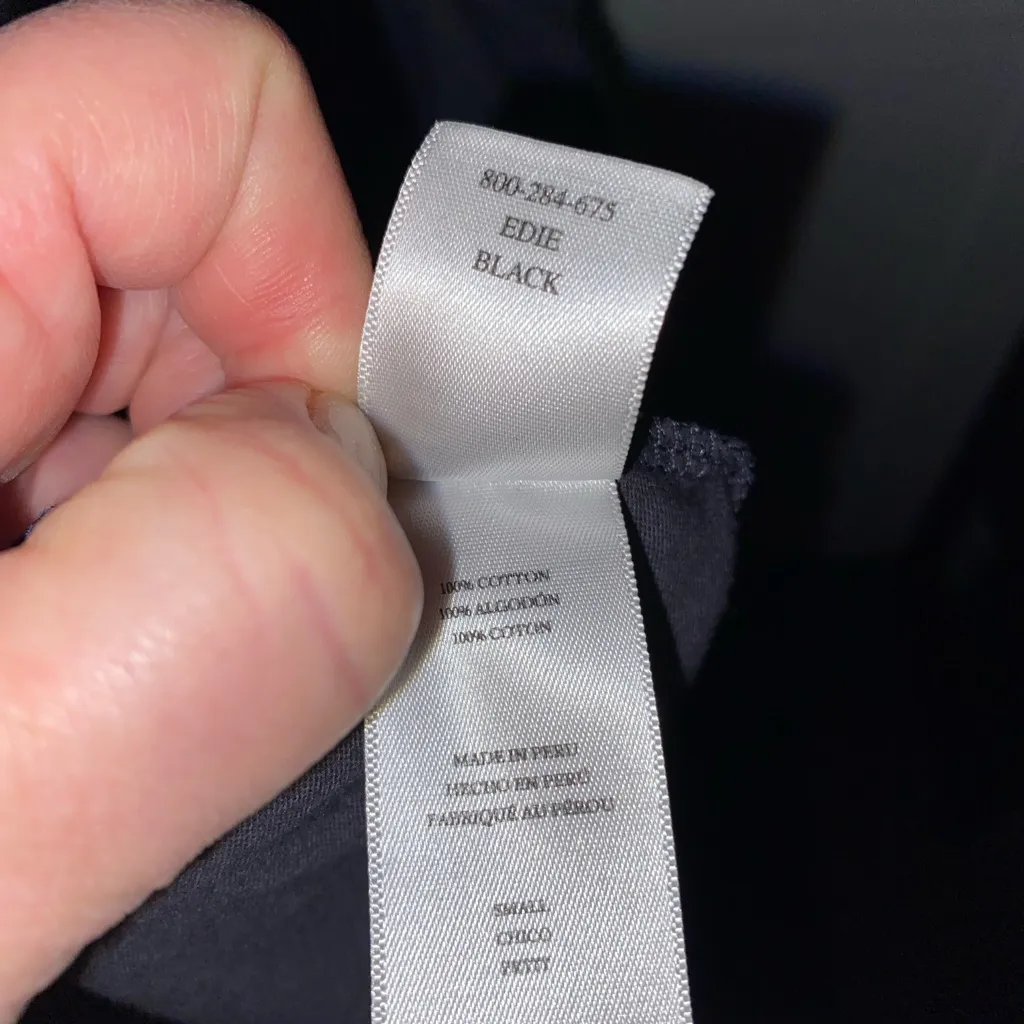 800-284-675
EDIE
BLACK
100% COTTON
100% ALGODÓN
100% COTON
MADE IN PERU
HECHO EN PERÚ
FABRIQUÉ AU PÉROU
SMALL
CHICO
PETIT